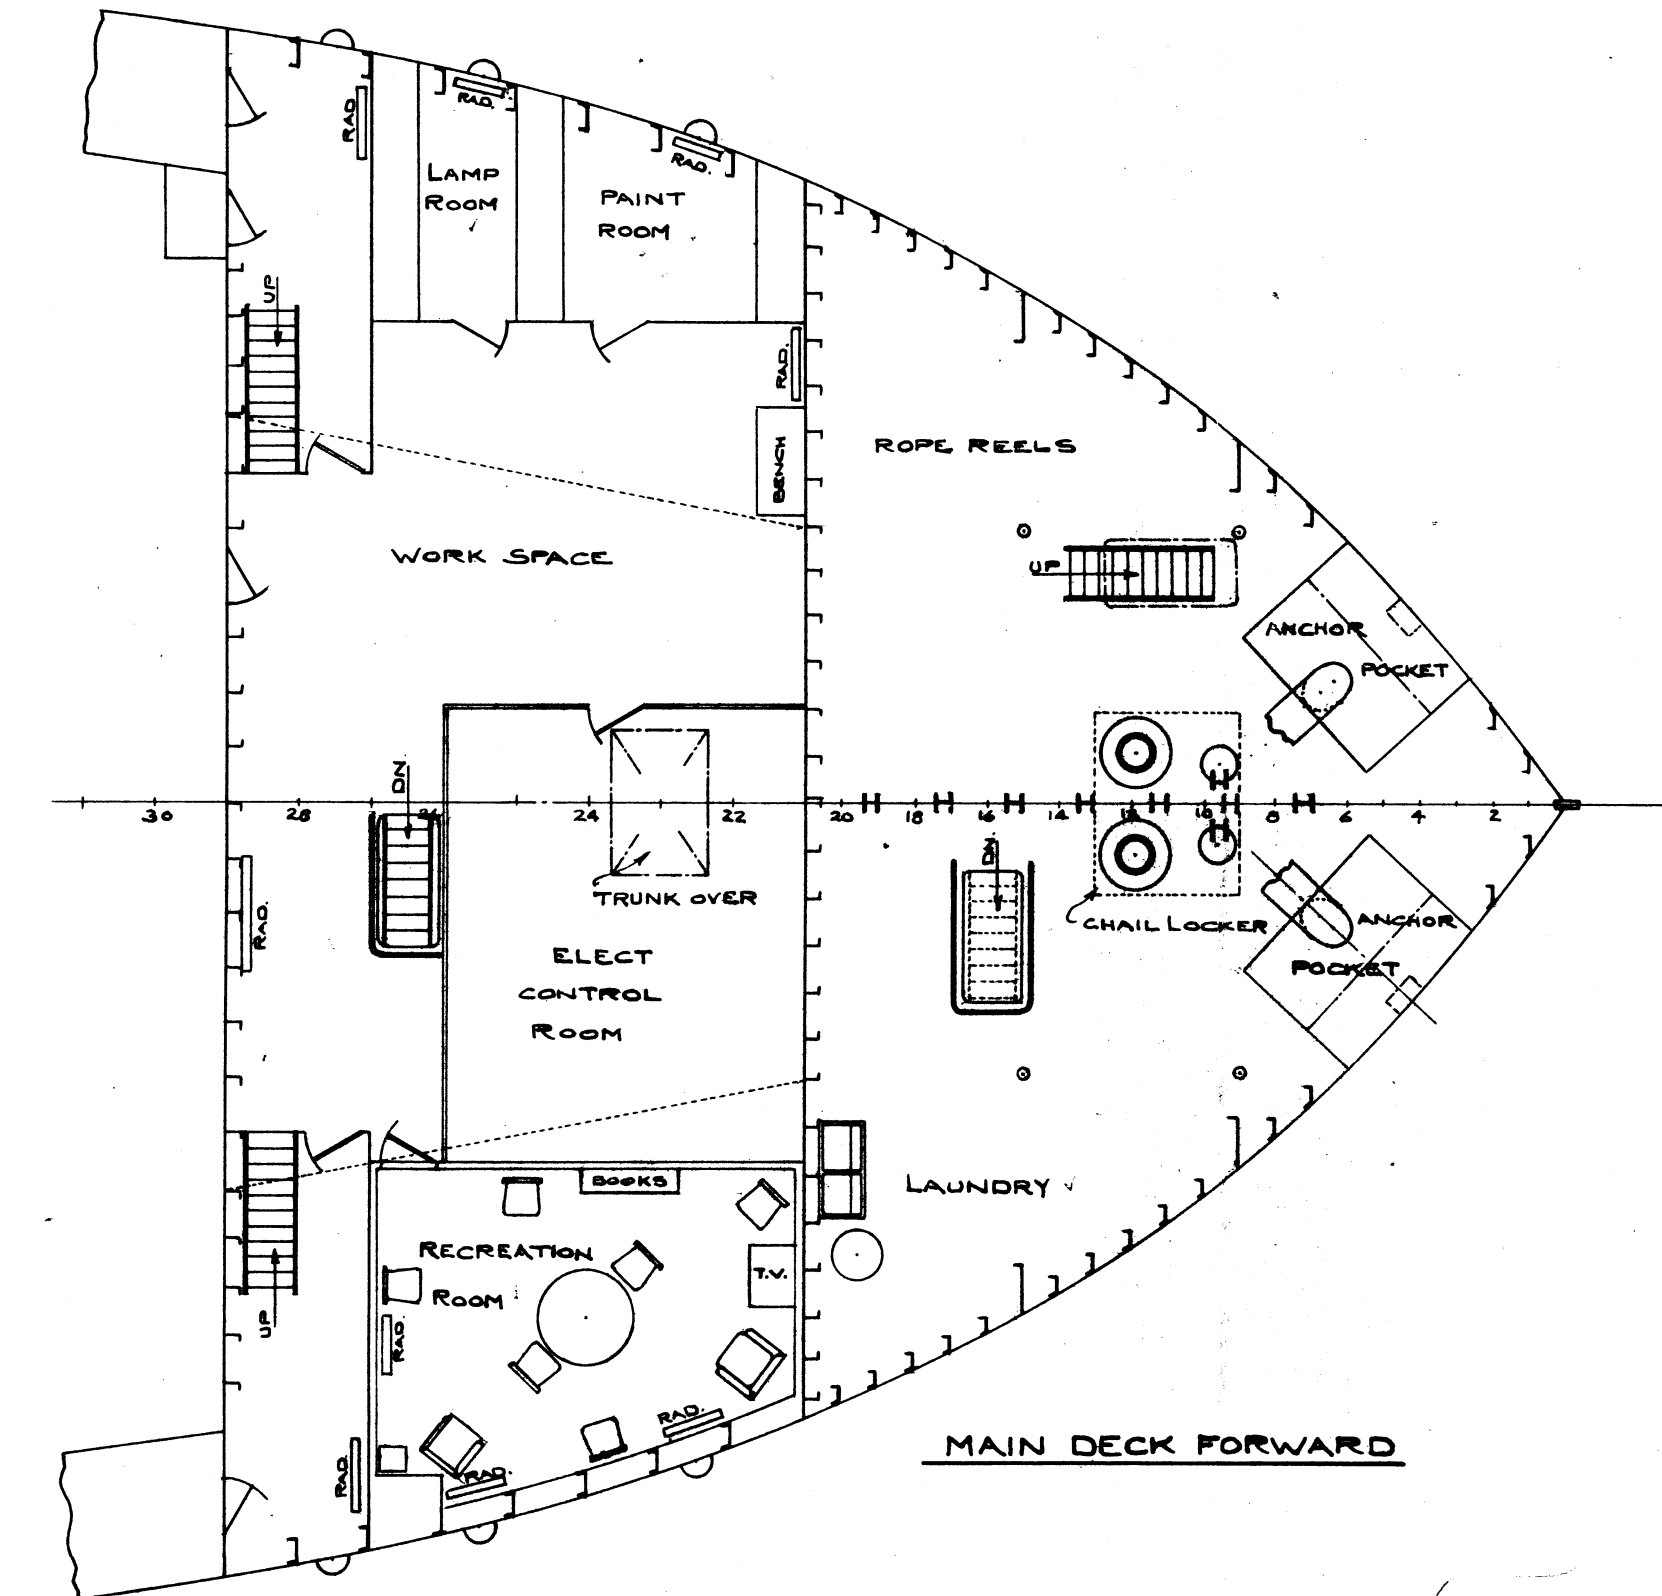 RAD.
RAD
LAMP
ROOM
PAINT
ROOM
RAD.
UP
RAD.
BENCH
ROPE REELS
WORK SPACE
UP
ANCHOR
POCKET
DN
30
28
26
24
22
20
18
16
14
12
10
8
6
4
2
TRUNK OVER
DN
RAD.
CHAIL LOCKER
ANCHOR
POCKET
ELECT
CONTROL
ROOM
BOOKS
LAUNDRY
RECREATION
ROOM
T.V.
UP
RAD.
RAD.
RAD.
RAD.
MAIN DECK FORWARD